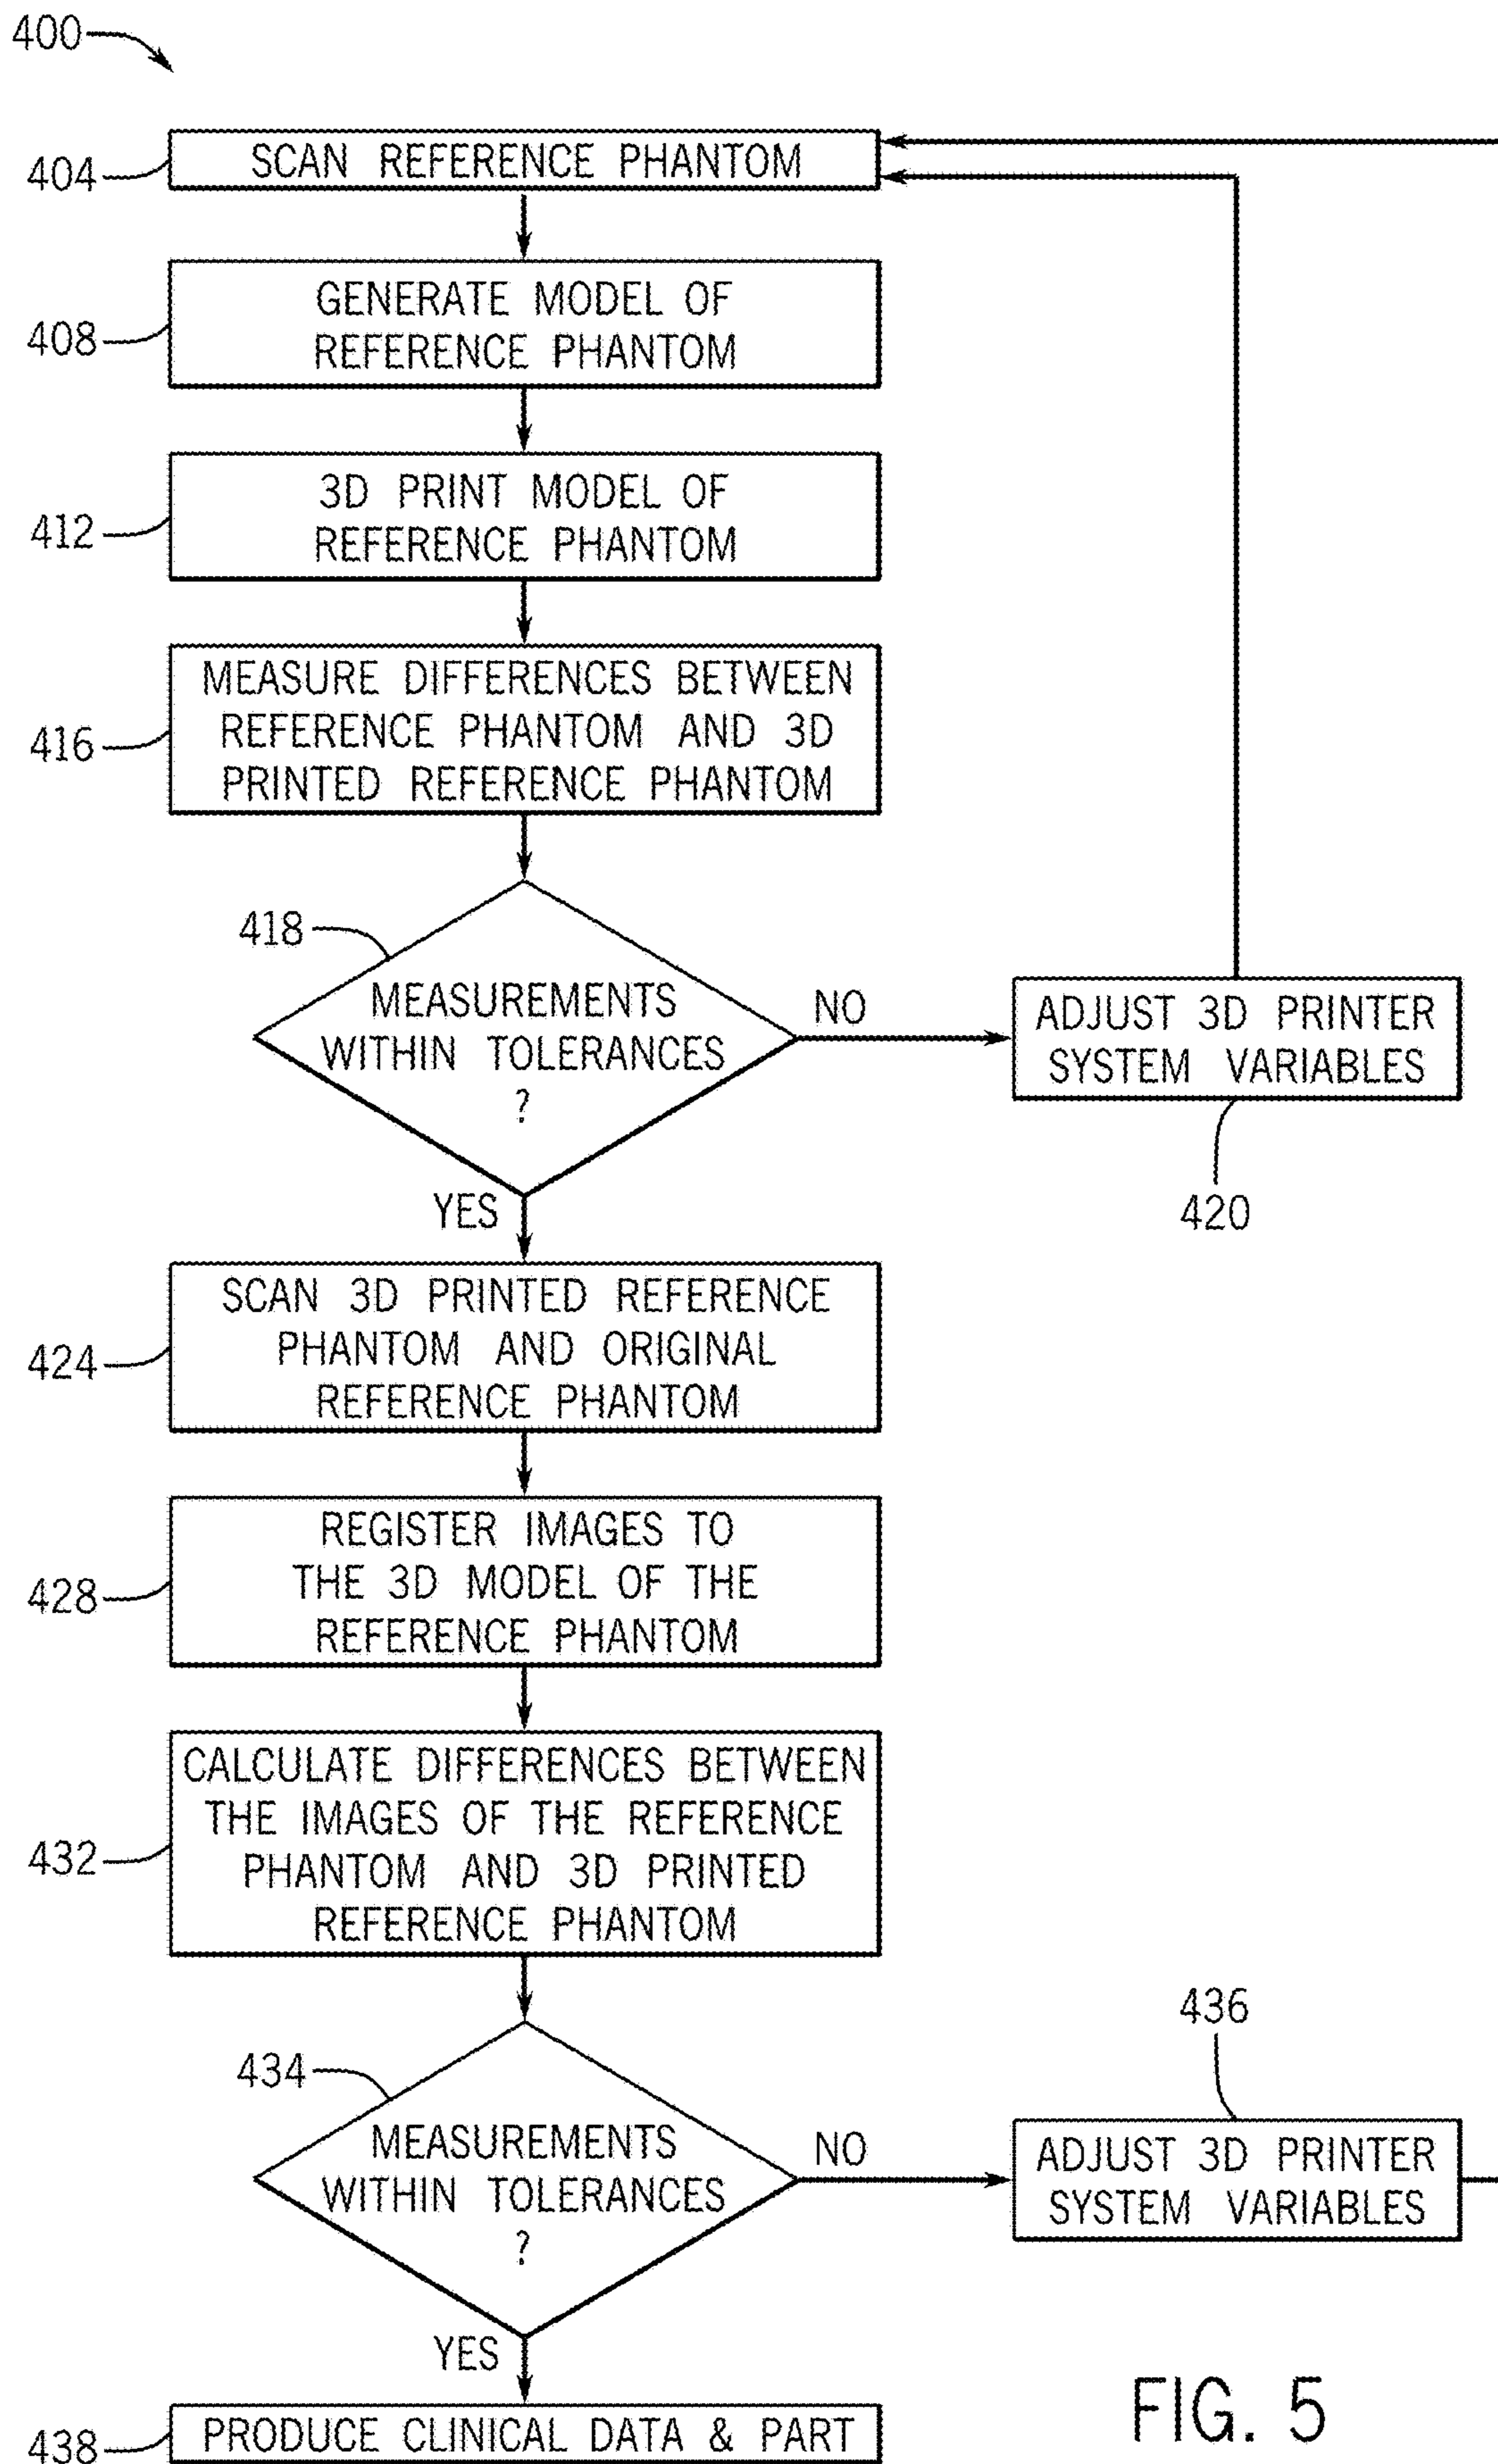 400
404
SCAN REFERENCE PHANTOM
408
GENERATE MODEL OF
REFERENCE PHANTOM
412
3D PRINT MODEL OF
REFERENCE PHANTOM
416
MEASURE DIFFERENCES BETWEEN
REFERENCE PHANTOM AND 3D
PRINTED REFERENCE PHANTOM
418
MEASUREMENTS
WITHIN TOLERANCES
?
NO
ADJUST 3D PRINTER
SYSTEM VARIABLES
420
YES
424
SCAN 3D PRINTED REFERENCE
PHANTOM AND ORIGINAL
REFERENCE PHANTOM
428
REGISTER IMAGES TO
THE 3D MODEL OF THE
REFERENCE PHANTOM
432
CALCULATE DIFFERENCES BETWEEN
THE IMAGES OF THE REFERENCE
PHANTOM AND 3D PRINTED
REFERENCE PHANTOM
434
MEASUREMENTS
WITHIN TOLERANCES
?
NO
436
ADJUST 3D PRINTER
SYSTEM VARIABLES
YES
438
PRODUCE CLINICAL DATA & PART
FIG. 5